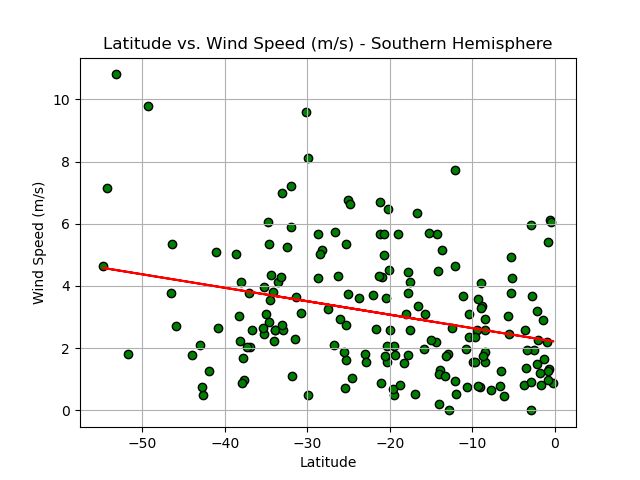 Latitude vs. Wind Speed (m/s) - Southern Hemisphere
10
8
6
4
2
0
Wind Speed (m/s)
−50 −40 −30 −20 −10 0
Latitude